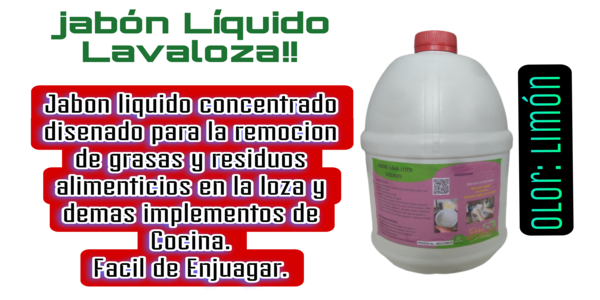 jabón Líquido
Lavaloza!!
Jabon liquido concentrado
disenado para la remocion
de grasas y residuos
alimenticios en la loza y
demas implementos de
Cocina.
Facil de Enjuagar.
Olor: Limón